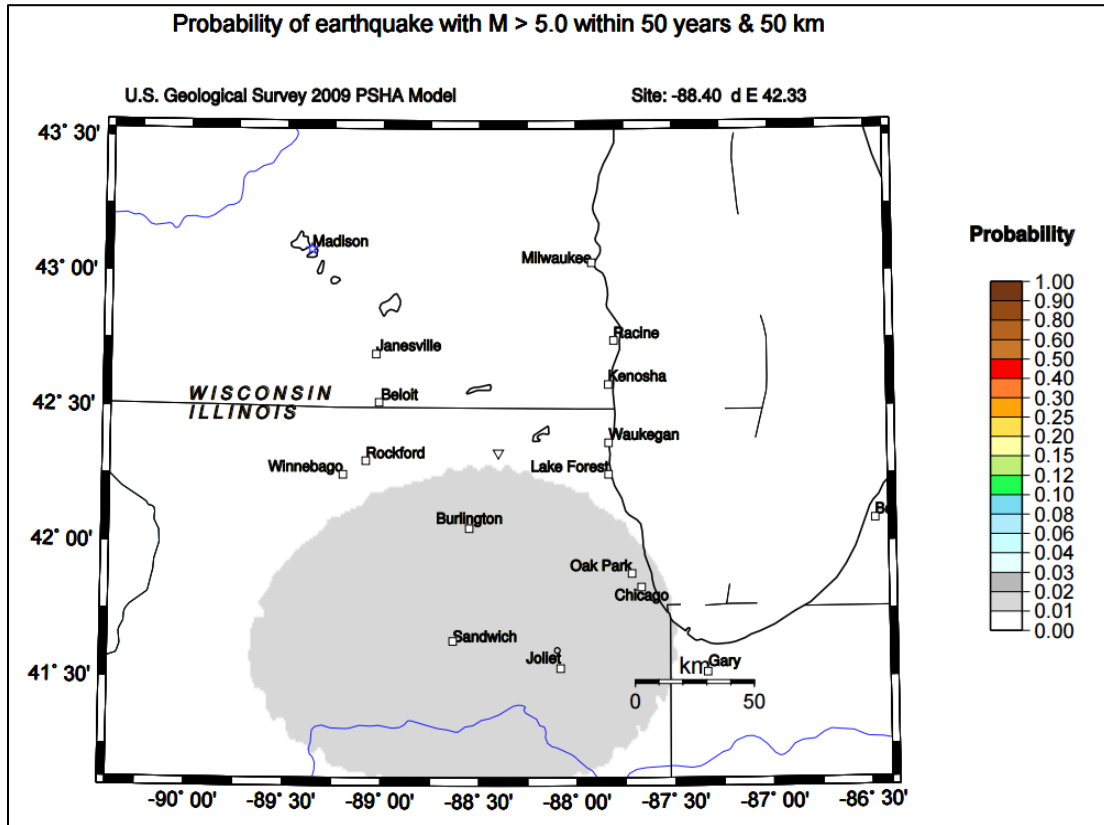 Probability of earthquake with M > 5.0 within 50 years & 50 km
U.S. Geological Survey 2009 PSHA Model
Site: -88.40 d E 42.33
43° 30'
43° 00'
42° 30'
42° 00'
41° 30'
Madison
Milwaukee
Janesville
Racine
Beloit
Kenosha
WISCONSIN
ILLINOIS
Rockford
Winnebago
Waukegan
Lake Forest
Burlington
Oak Park
Chicago
Sandwich
Joliet
Gary
Be
km
0 50
-90° 00' -89° 30' -89° 00' -88° 30' -88° 00' -87° 30' -87° 00' -86° 30'
Probability
1.00
0.90
0.80
0.60
0.50
0.40
0.30
0.25
0.20
0.15
0.12
0.10
0.08
0.06
0.04
0.03
0.02
0.01
0.00